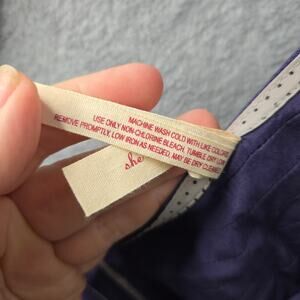 MACHINE WASH COLD WITH LIKE COLORS
USE ONLY NON-CHLORINE BLEACH, TUMBLE DRY LOW
REMOVE PROMPTLY, LOW IRON AS NEEDED, MAY BE DRY CLEANED
she